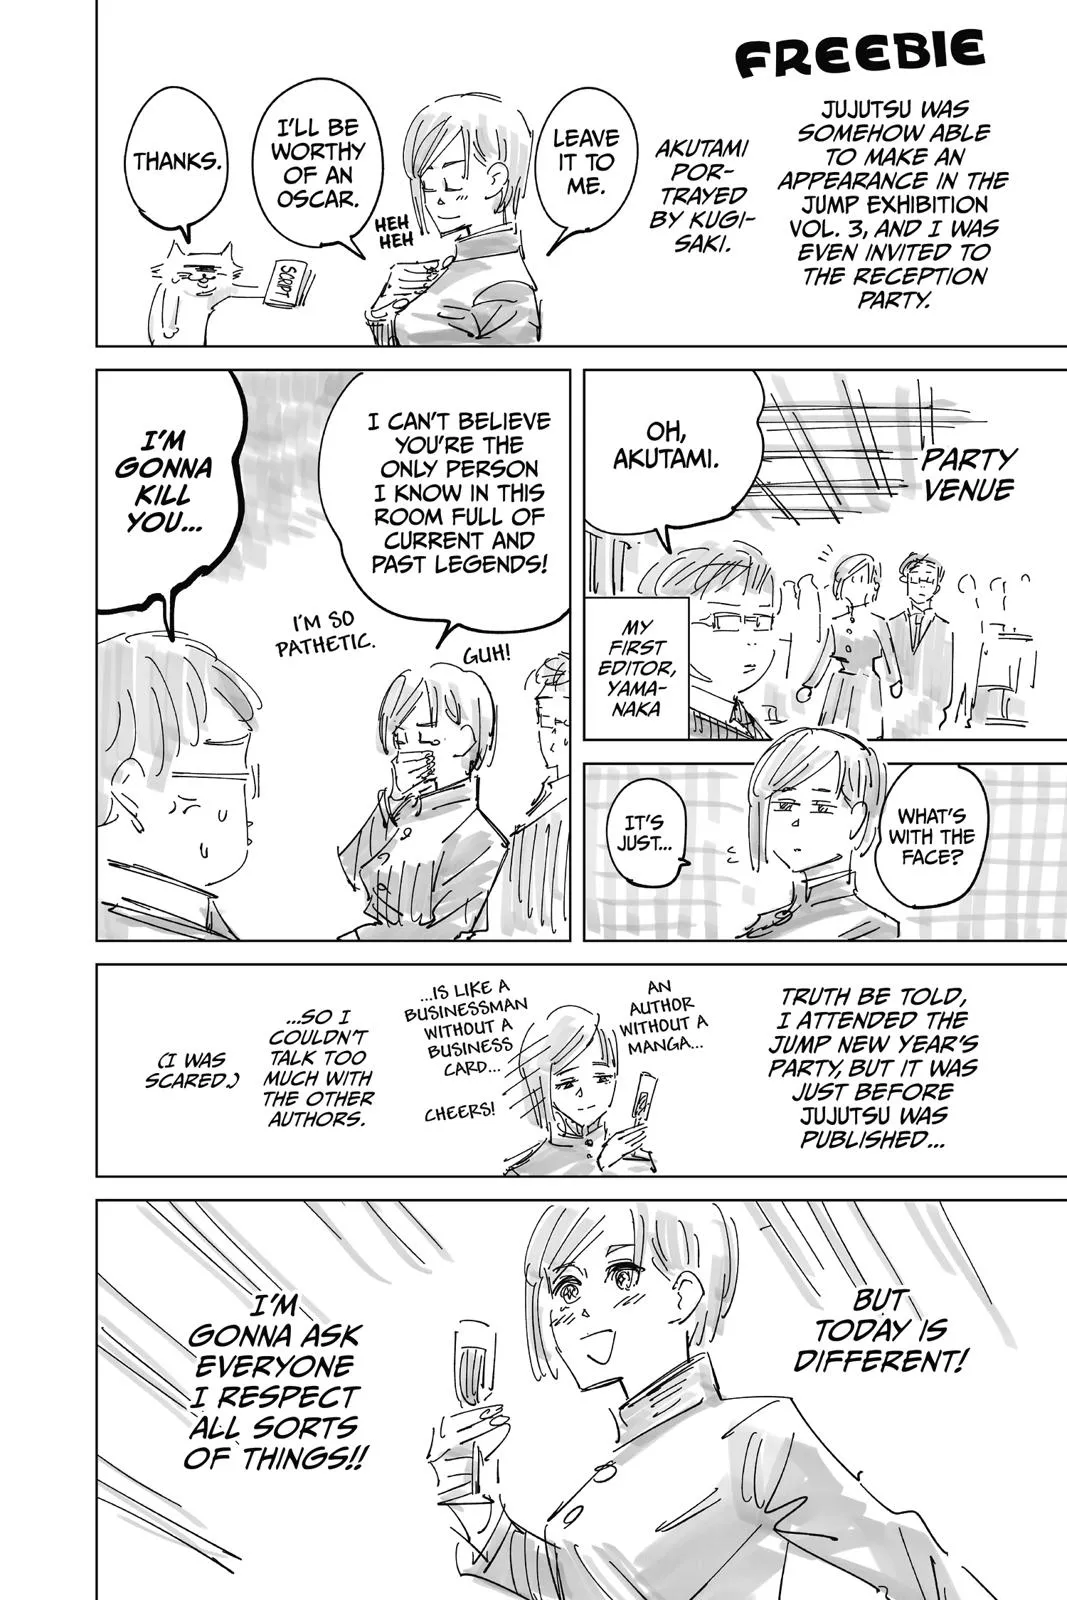 FREEBIE
JUJUTSU WAS
SOMEHOW ABLE
TO MAKE AN
APPEARANCE IN THE
JUMP EXHIBITION
VOL. 3, AND I WAS
EVEN INVITED TO
THE RECEPTION
PARTY.
AKUTAMI
POR-
TRAYED
BY KUGI-
SAKI.
LEAVE
IT TO
ME.
I'LL BE
WORTHY
OF AN
OSCAR.
HEH
HEH
THANKS.
SCRIPT
PARTY
VENUE
OH,
AKUTAMI.
MY
FIRST
EDITOR,
YAMA-
NAKA
WHAT'S
WITH THE
FACE?
IT'S
JUST...
I CAN'T BELIEVE
YOU'RE THE
ONLY PERSON
I KNOW IN THIS
ROOM FULL OF
CURRENT AND
PAST LEGENDS!
GUH!
I'M SO
PATHETIC.
I'M
GONNA
KILL
YOU...
TRUTH BE TOLD,
I ATTENDED THE
JUMP NEW YEAR'S
PARTY, BUT IT WAS
JUST BEFORE
JUJUTSU WAS
PUBLISHED...
AN
AUTHOR
WITHOUT A
MANGA...
...IS LIKE A
BUSINESSMAN
WITHOUT A
BUSINESS
CARD...
CHEERS!
...SO I
COULDN'T
TALK TOO
MUCH WITH
THE OTHER
AUTHORS.
(I WAS
SCARED.)
BUT
TODAY IS
DIFFERENT!
I'M
GONNA ASK
EVERYONE
I RESPECT
ALL SORTS
OF THINGS!!